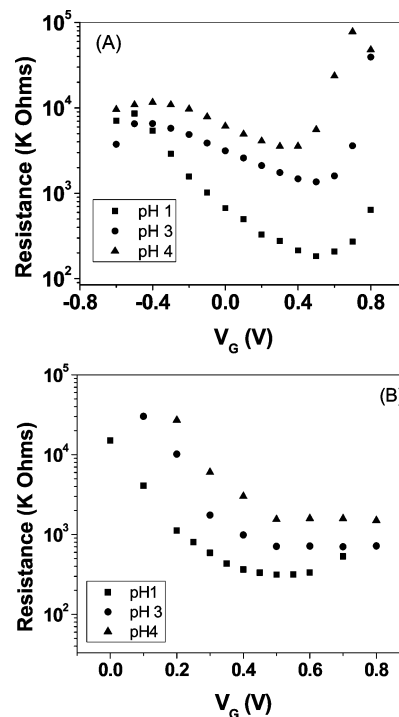 (A)
10^5
10^4
10^3
10^2
Resistance (K Ohms)
pH 1
pH 3
pH 4
-0.8 -0.4 0.0 0.4 0.8
V_G (V)
(B)
10^5
10^4
10^3
10^2
Resistance (K Ohms)
pH1
pH 3
pH4
0.0 0.2 0.4 0.6 0.8
V_G (V)